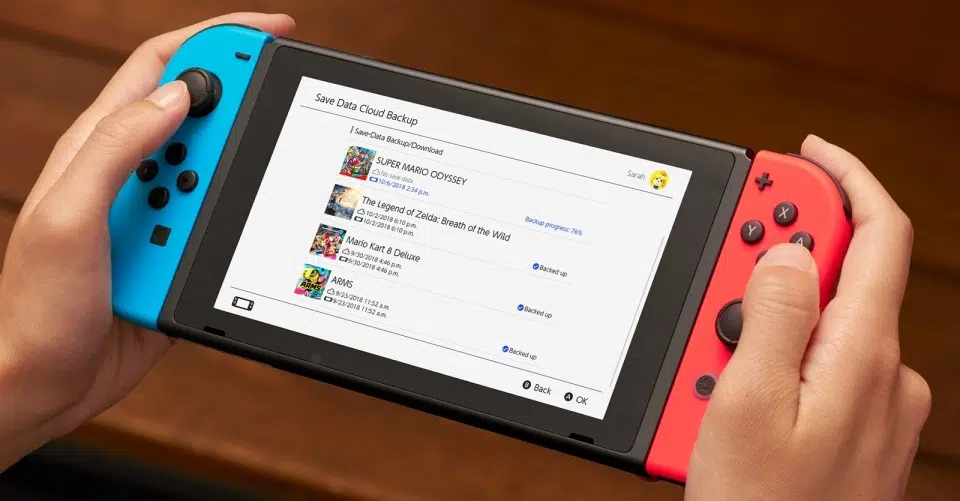 Save Data Cloud Backup
Save-Data Backup/Download
Sarah
SUPER MARIO ODYSSEY
No save data
10/6/2018 2:34 p.m.
Backup progress: 76%
The Legend of Zelda: Breath of the Wild
10/2/2018 6:10 p.m.
10/2/2018 6:10 p.m.
Backed up
Mario Kart 8 Deluxe
9/30/2018 4:46 p.m.
9/30/2018 4:46 p.m.
Backed up
ARMS
9/23/2018 11:52 a.m.
9/23/2018 11:52 a.m.
Backed up
B Back
A OK
X
Y
A